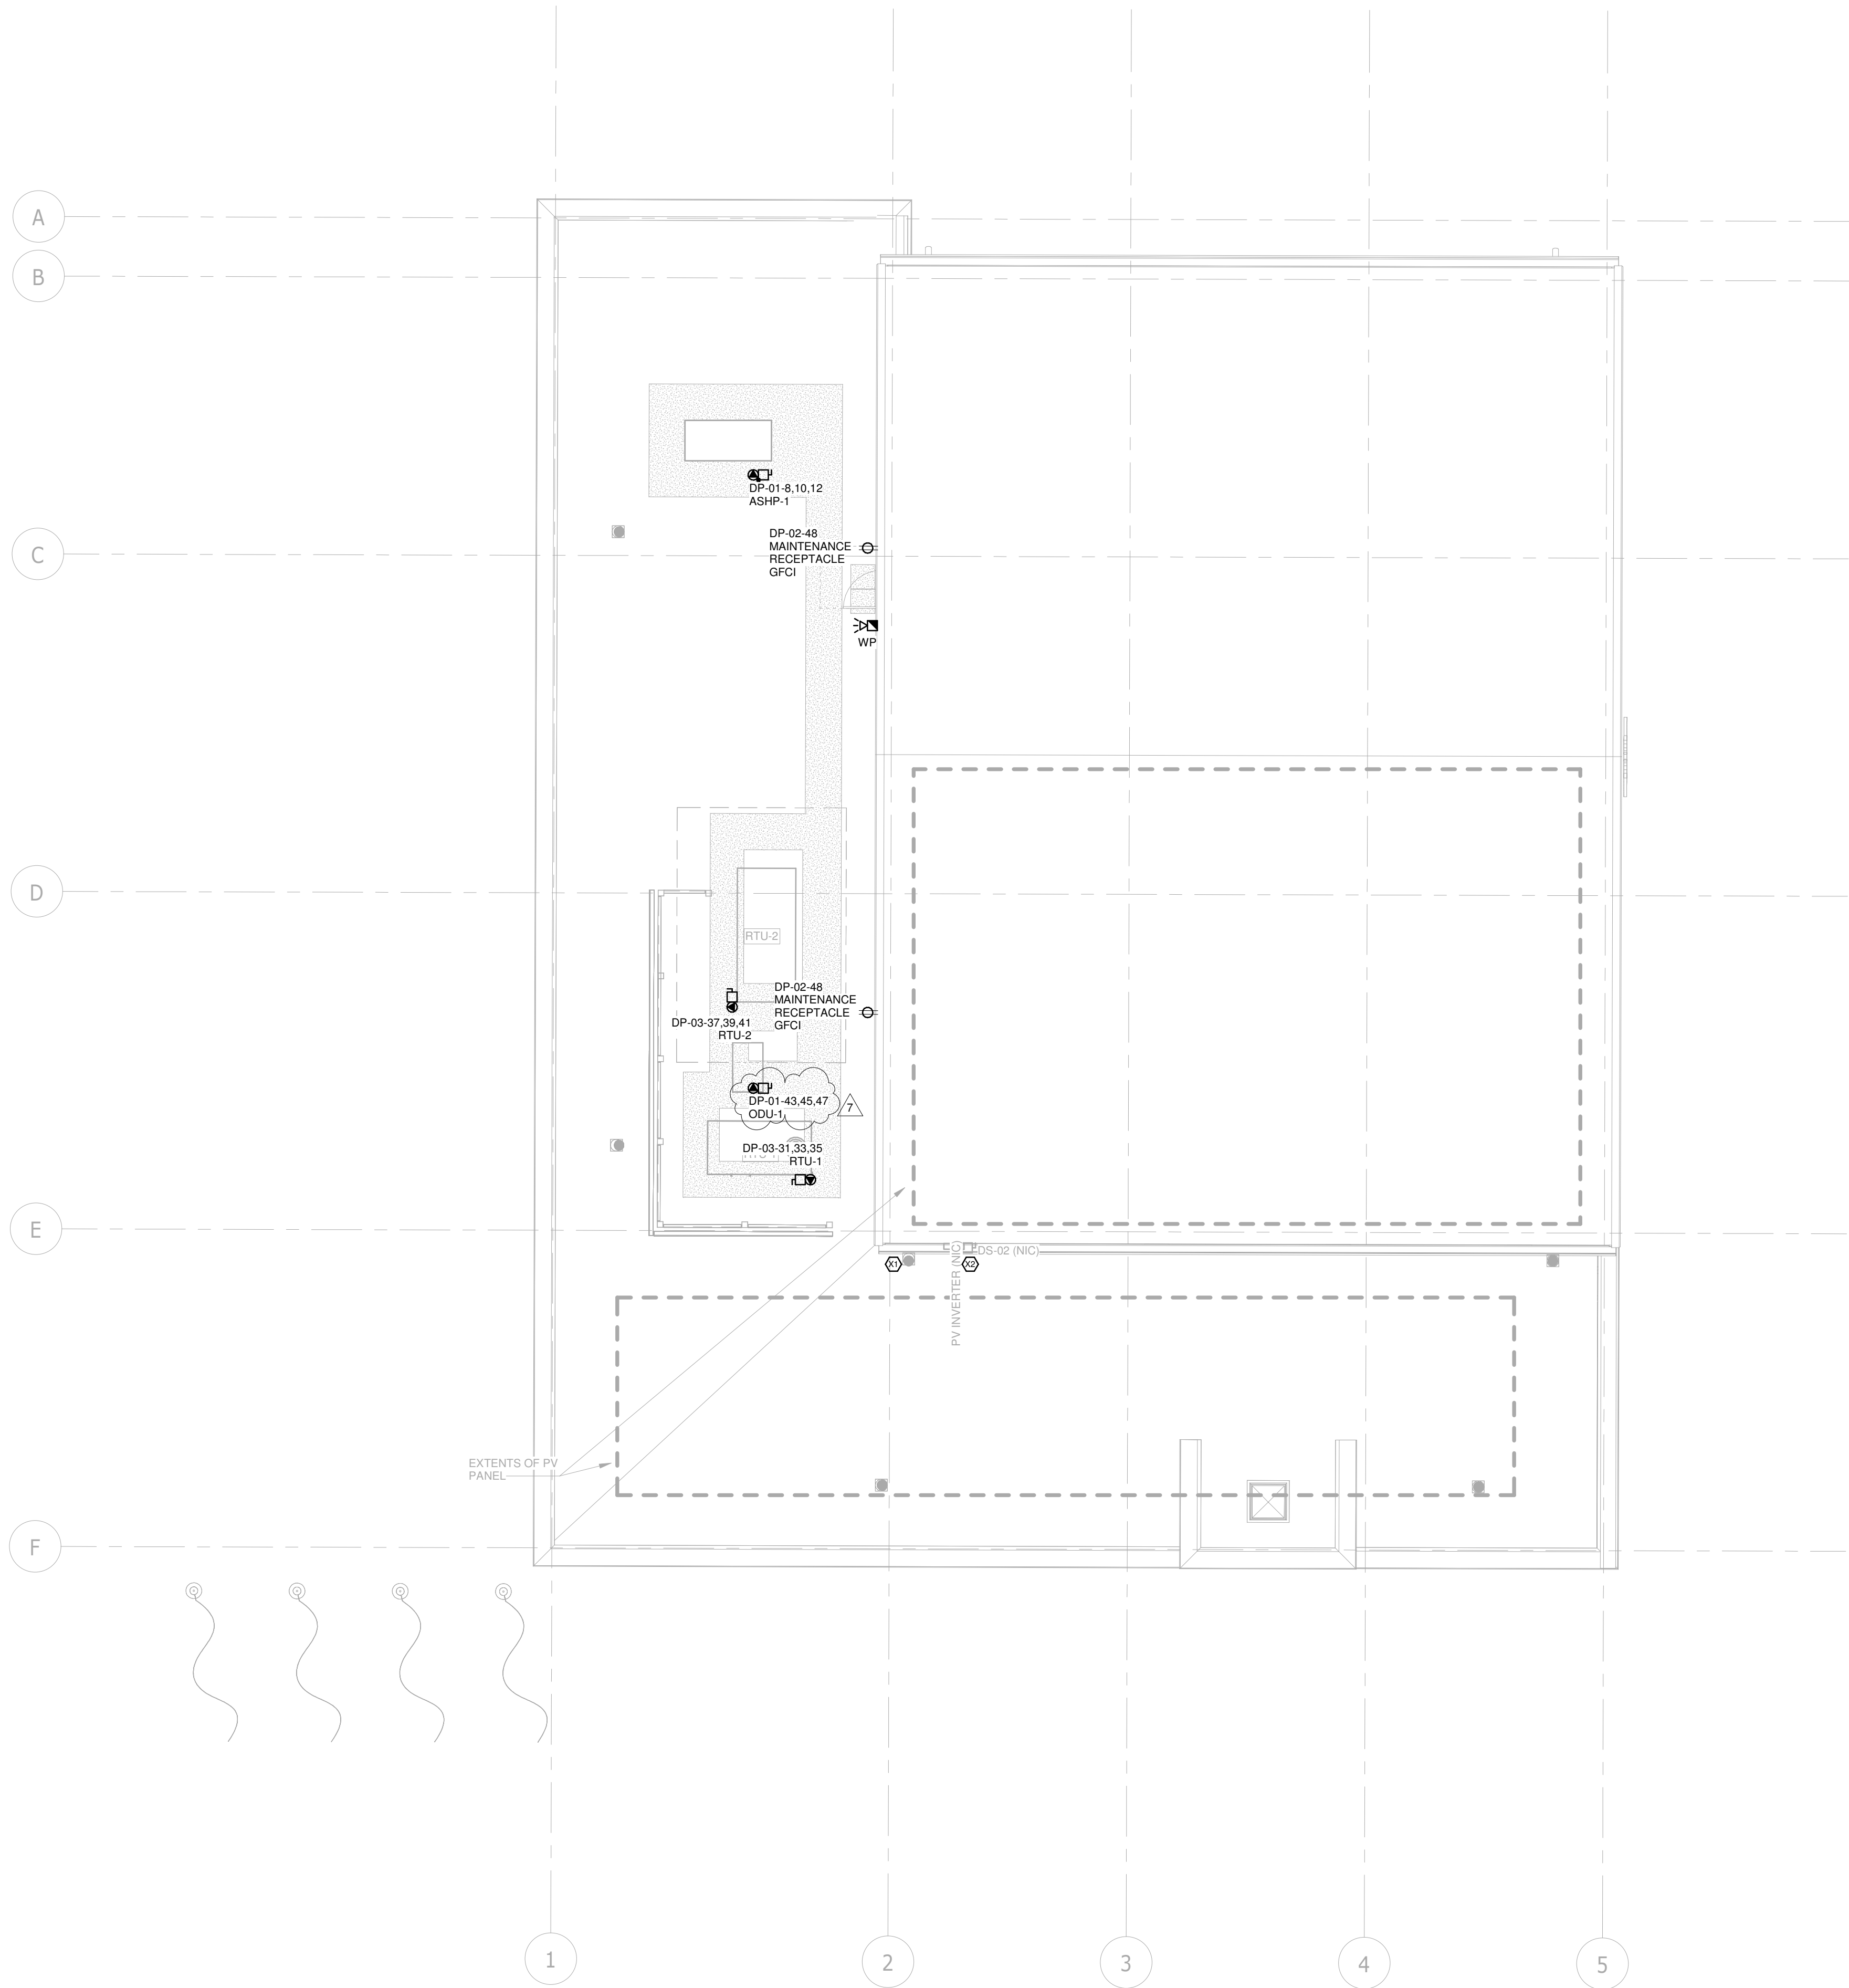 A
B
DP-01-8,10,12
ASHP-1
DP-02-48
MAINTENANCE
RECEPTACLE
GFCI
C
WP
D
RTU-2
DP-02-48
MAINTENANCE
RECEPTACLE
GFCI
DP-03-37,39,41
RTU-2
DP-01-43,45,47
ODU-1
7
DP-03-31,33,35
RTU-1
E
DS-02 (NIC)
X1
X2
PV INVERTER (NIC)
EXTENTS OF PV
PANEL
F
1
2
3
4
5